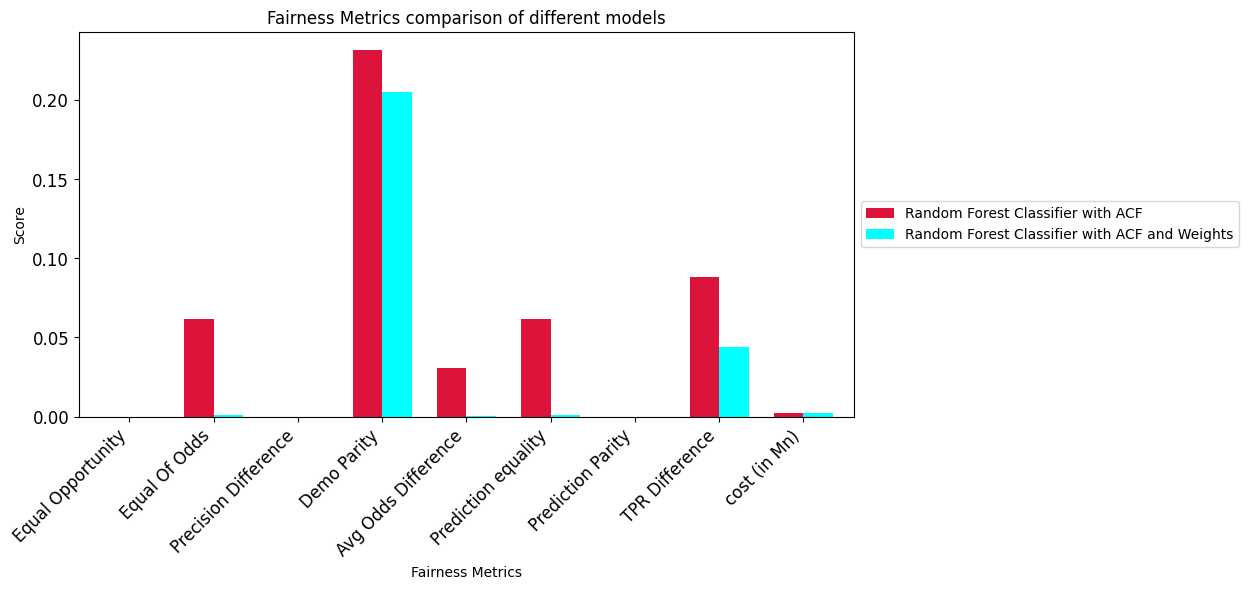 Fairness Metrics comparison of different models
Score
0.20
0.15
0.10
0.05
0.00
Equal Opportunity
Equal Of Odds
Precision Difference
Demo Parity
Avg Odds Difference
Prediction equality
Prediction Parity
TPR Difference
cost (in Mn)
Fairness Metrics
Random Forest Classifier with ACF
Random Forest Classifier with ACF and Weights